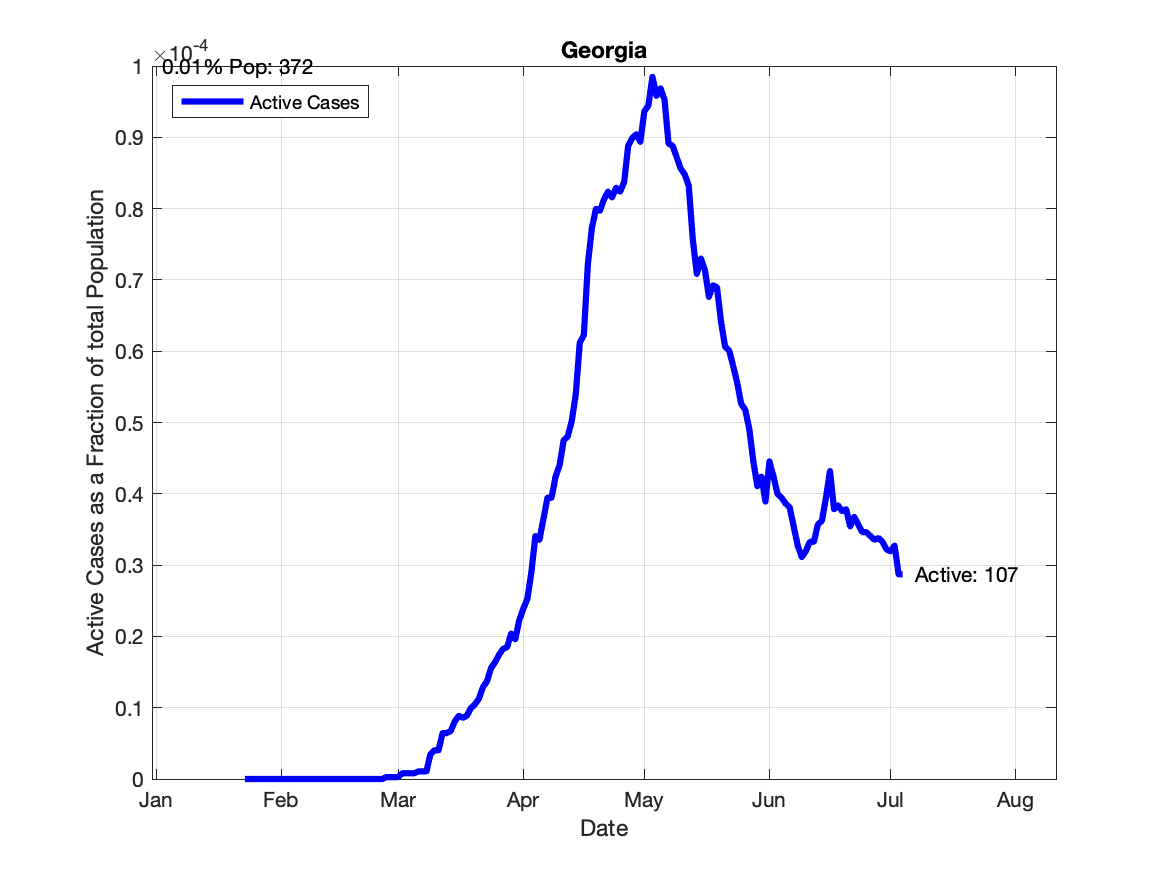 Georgia
×10-4
0.01% Pop: 372
Active Cases
1
0.9
0.8
0.7
0.6
0.5
0.4
0.3
0.2
0.1
0
Active Cases as a Fraction of total Population
Active: 107
Jan Feb Mar Apr May Jun Jul Aug
Date